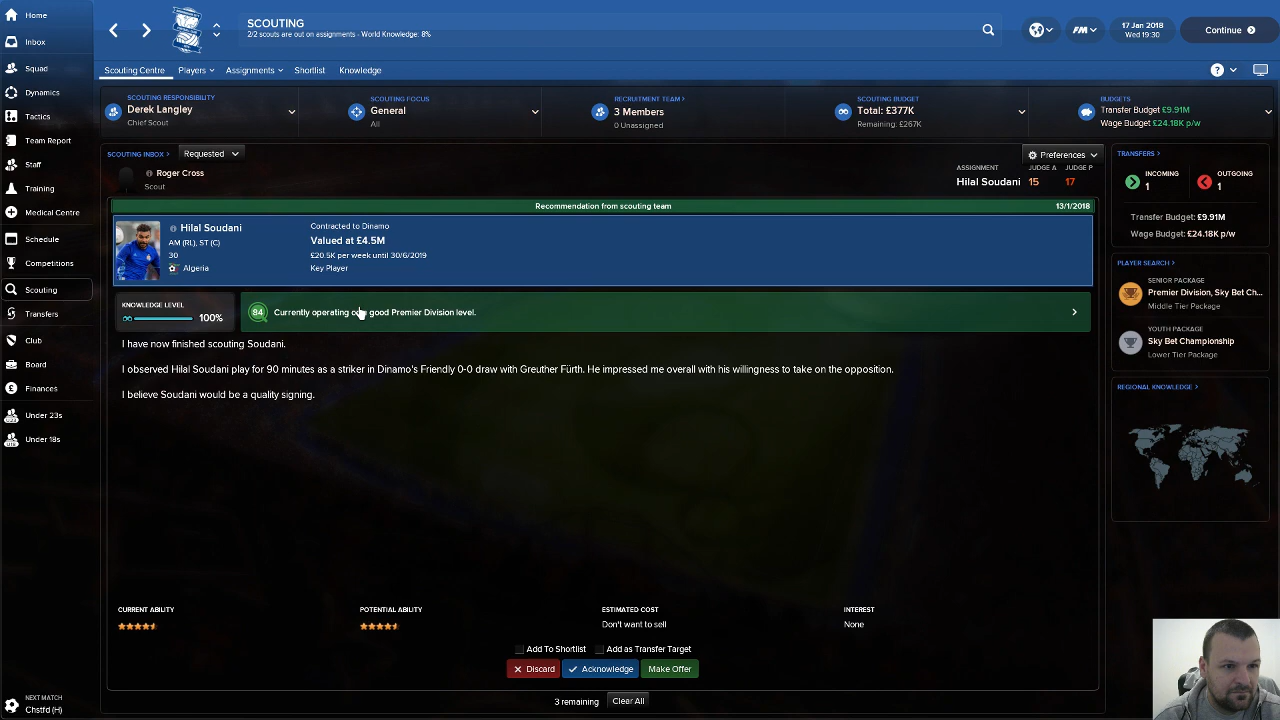 Home
Inbox
Squad
Dynamics
Tactics
Team Report
Staff
Training
Medical Centre
Schedule
Competitions
Scouting
Transfers
Club
Board
Finances
Under 23s
Under 18s
NEXT MATCH
Chstfd (H)
SCOUTING
2/2 scouts are out on assignments - World Knowledge: 8%
FM
17 Jan 2018
Wed 19:30
Continue
Scouting Centre
Players
Assignments
Shortlist
Knowledge
?
SCOUTING RESPONSIBILITY
Derek Langley
Chief Scout
SCOUTING FOCUS
General
All
RECRUITMENT TEAM >
3 Members
0 Unassigned
SCOUTING BUDGET
Total: £377K
Remaining: £267K
BUDGETS
Transfer Budget £9.91M
Wage Budget £24.18K p/w
SCOUTING INBOX >
Requested
Preferences
Roger Cross
Scout
ASSIGNMENT
Hilal Soudani
JUDGE A
15
JUDGE P
17
Recommendation from scouting team
13/1/2018
Hilal Soudani
AM (RL), ST (C)
30
Algeria
Contracted to Dinamo
Valued at £4.5M
£20.5K per week until 30/6/2019
Key Player
KNOWLEDGE LEVEL
100%
84
Currently operating good Premier Division level.
I have now finished scouting Soudani.
I observed Hilal Soudani play for 90 minutes as a striker in Dinamo's Friendly 0-0 draw with Greuther Fürth. He impressed me overall with his willingness to take on the opposition.
I believe Soudani would be a quality signing.
CURRENT ABILITY
POTENTIAL ABILITY
ESTIMATED COST
Don't want to sell
INTEREST
None
Add To Shortlist
Add as Transfer Target
Discard
Acknowledge
Make Offer
3 remaining
Clear All
TRANSFERS >
INCOMING
1
OUTGOING
1
Transfer Budget: £9.91M
Wage Budget: £24.18K p/w
PLAYER SEARCH >
SENIOR PACKAGE
Premier Division, Sky Bet Ch...
Middle Tier Package
YOUTH PACKAGE
Sky Bet Championship
Lower Tier Package
REGIONAL KNOWLEDGE >